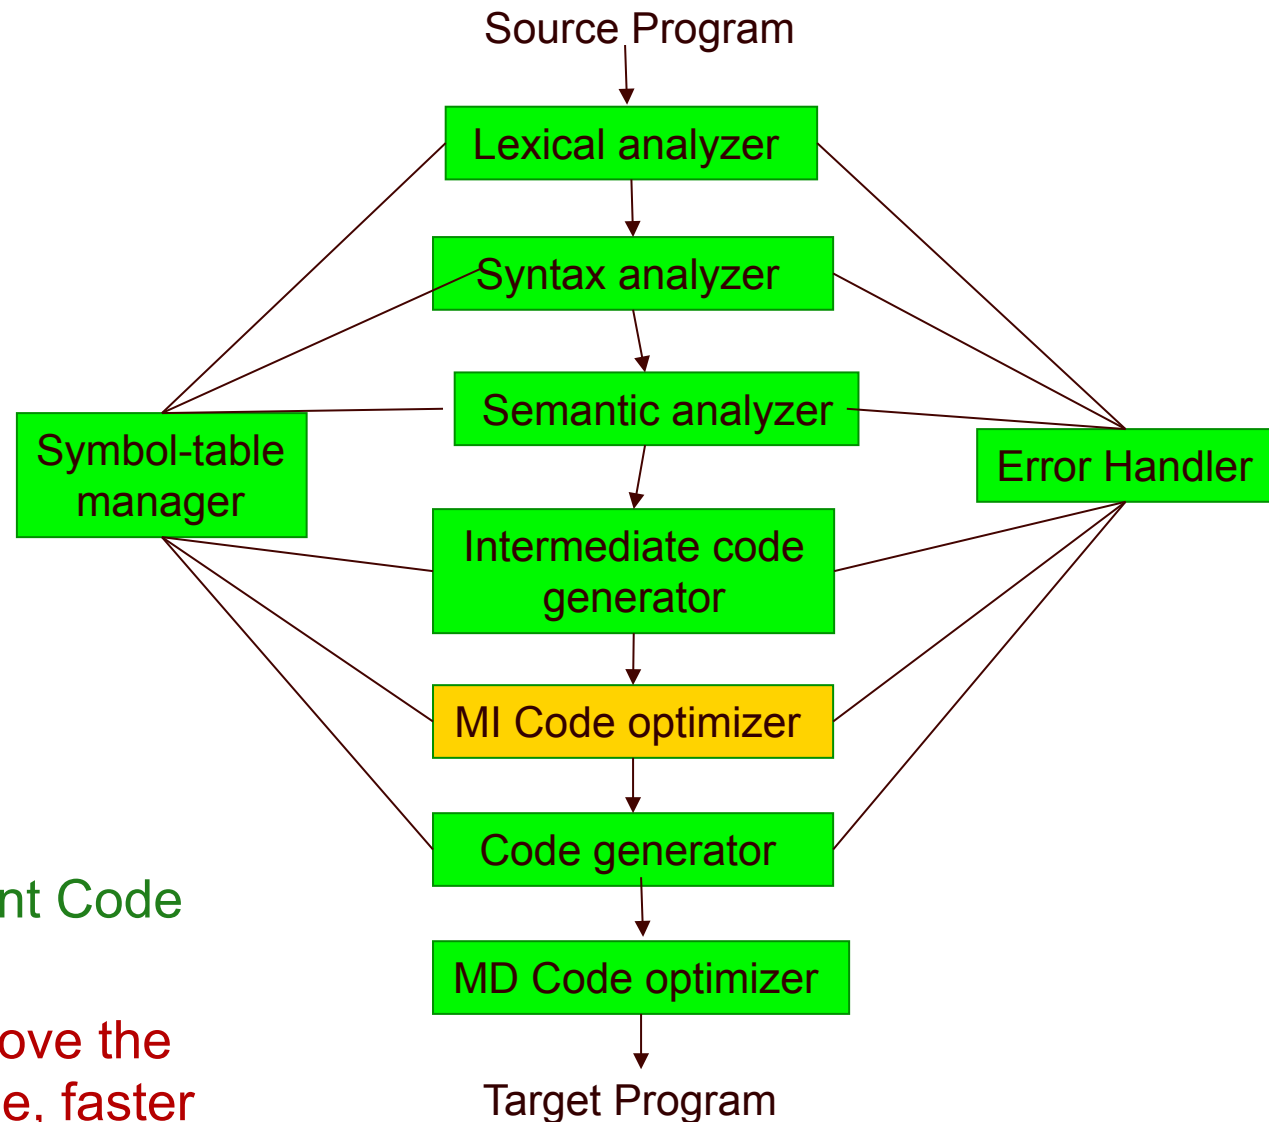 Source Program
Lexical analyzer
Syntax analyzer
Semantic analyzer
Symbol-table
manager
Error Handler
Intermediate code
generator
MI Code optimizer
Code generator
nt Code
MD Code optimizer
ove the
e, faster
Target Program